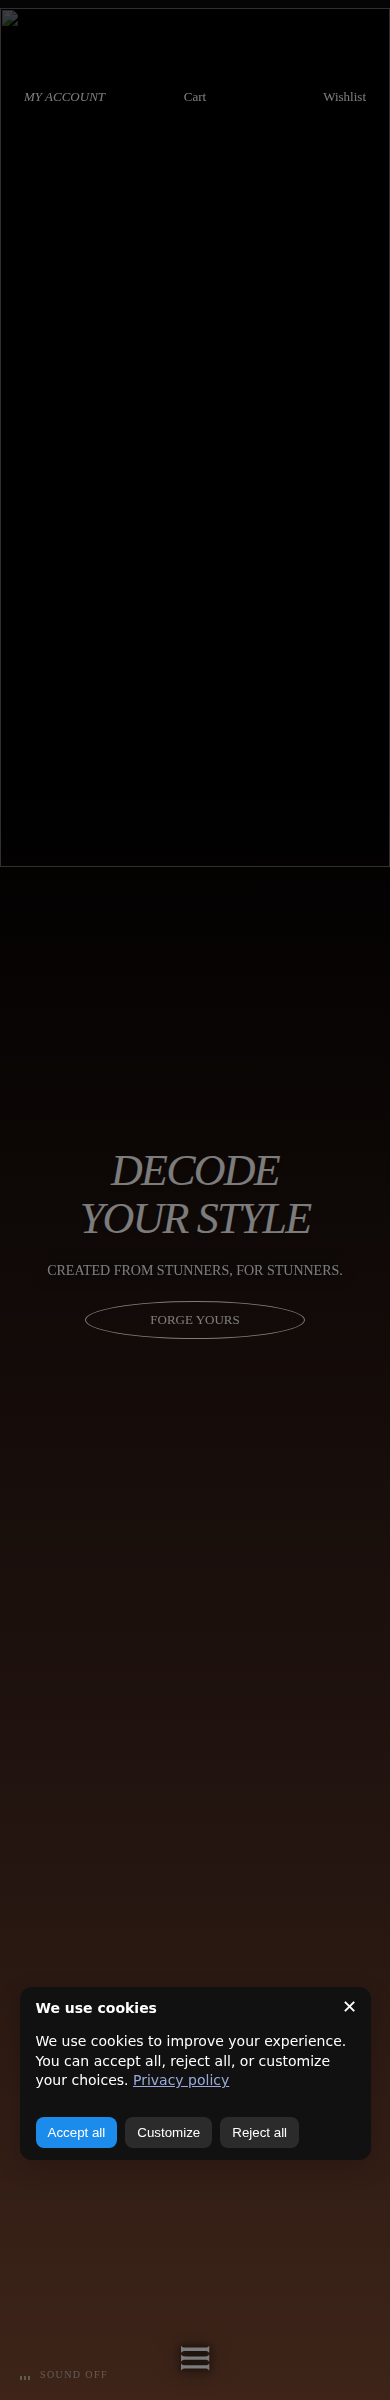 MY ACCOUNT
Cart
Wishlist
DECODE
YOUR STYLE
CREATED FROM STUNNERS, FOR STUNNERS.
FORGE YOURS
We use cookies
✕
We use cookies to improve your experience.
You can accept all, reject all, or customize
your choices. Privacy policy
Accept all
Customize
Reject all
SOUND OFF